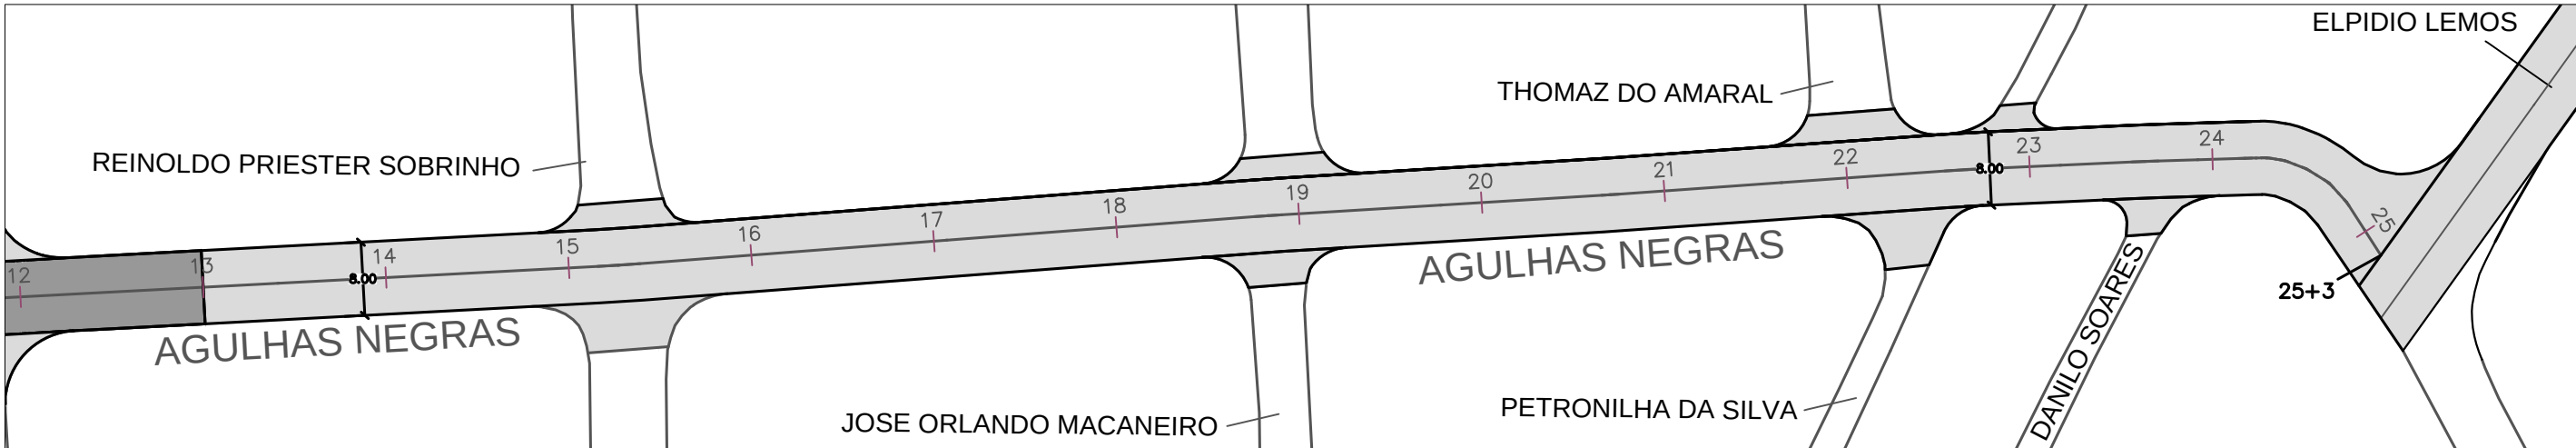 ELPIDIO LEMOS
THOMAZ DO AMARAL
REINOLDO PRIESTER SOBRINHO
12
13
14
15
16
17
18
19
20
21
22
23
24
25
8.00
8.00
25+3
AGULHAS NEGRAS
AGULHAS NEGRAS
JOSE ORLANDO MACANEIRO
PETRONILHA DA SILVA
DANILO SOARES